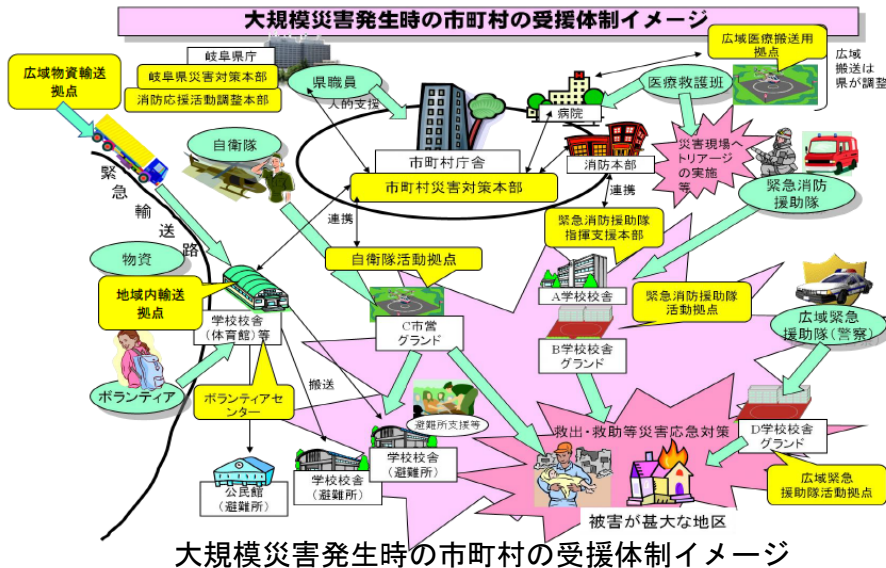 大規模災害発生時の市町村の受援体制イメージ
岐阜県庁
岐阜県災害対策本部
消防応援活動調整本部
広域物資輸送
拠点
県職員
人的支援
病院
医療救護班
広域医療搬送用
拠点
広域
搬送は
県が調整
自衛隊
市町村庁舎
市町村災害対策本部
消防本部
災害現場へ
トリアージ
の実施
等
緊急消防
援助隊
緊急輸送路
連携
連携
緊急消防援助隊
指揮支援本部
自衛隊活動拠点
物資
地域内輸送
拠点
学校校舎
(体育館)等
C市営
グランド
A学校校舎
B学校校舎
グランド
緊急消防援助隊
活動拠点
広域緊急
援助隊(警察)
ボランティア
ボランティアセ
ンター
搬送
避難所支援等
救出・救助等災害応急対策
D学校校舎
グランド
公民館
(避難所)
学校校舎
(避難所)
学校校舎
(避難所)
広域緊急
援助隊活動拠点
被害が甚大な地区
大規模災害発生時の市町村の受援体制イメージ